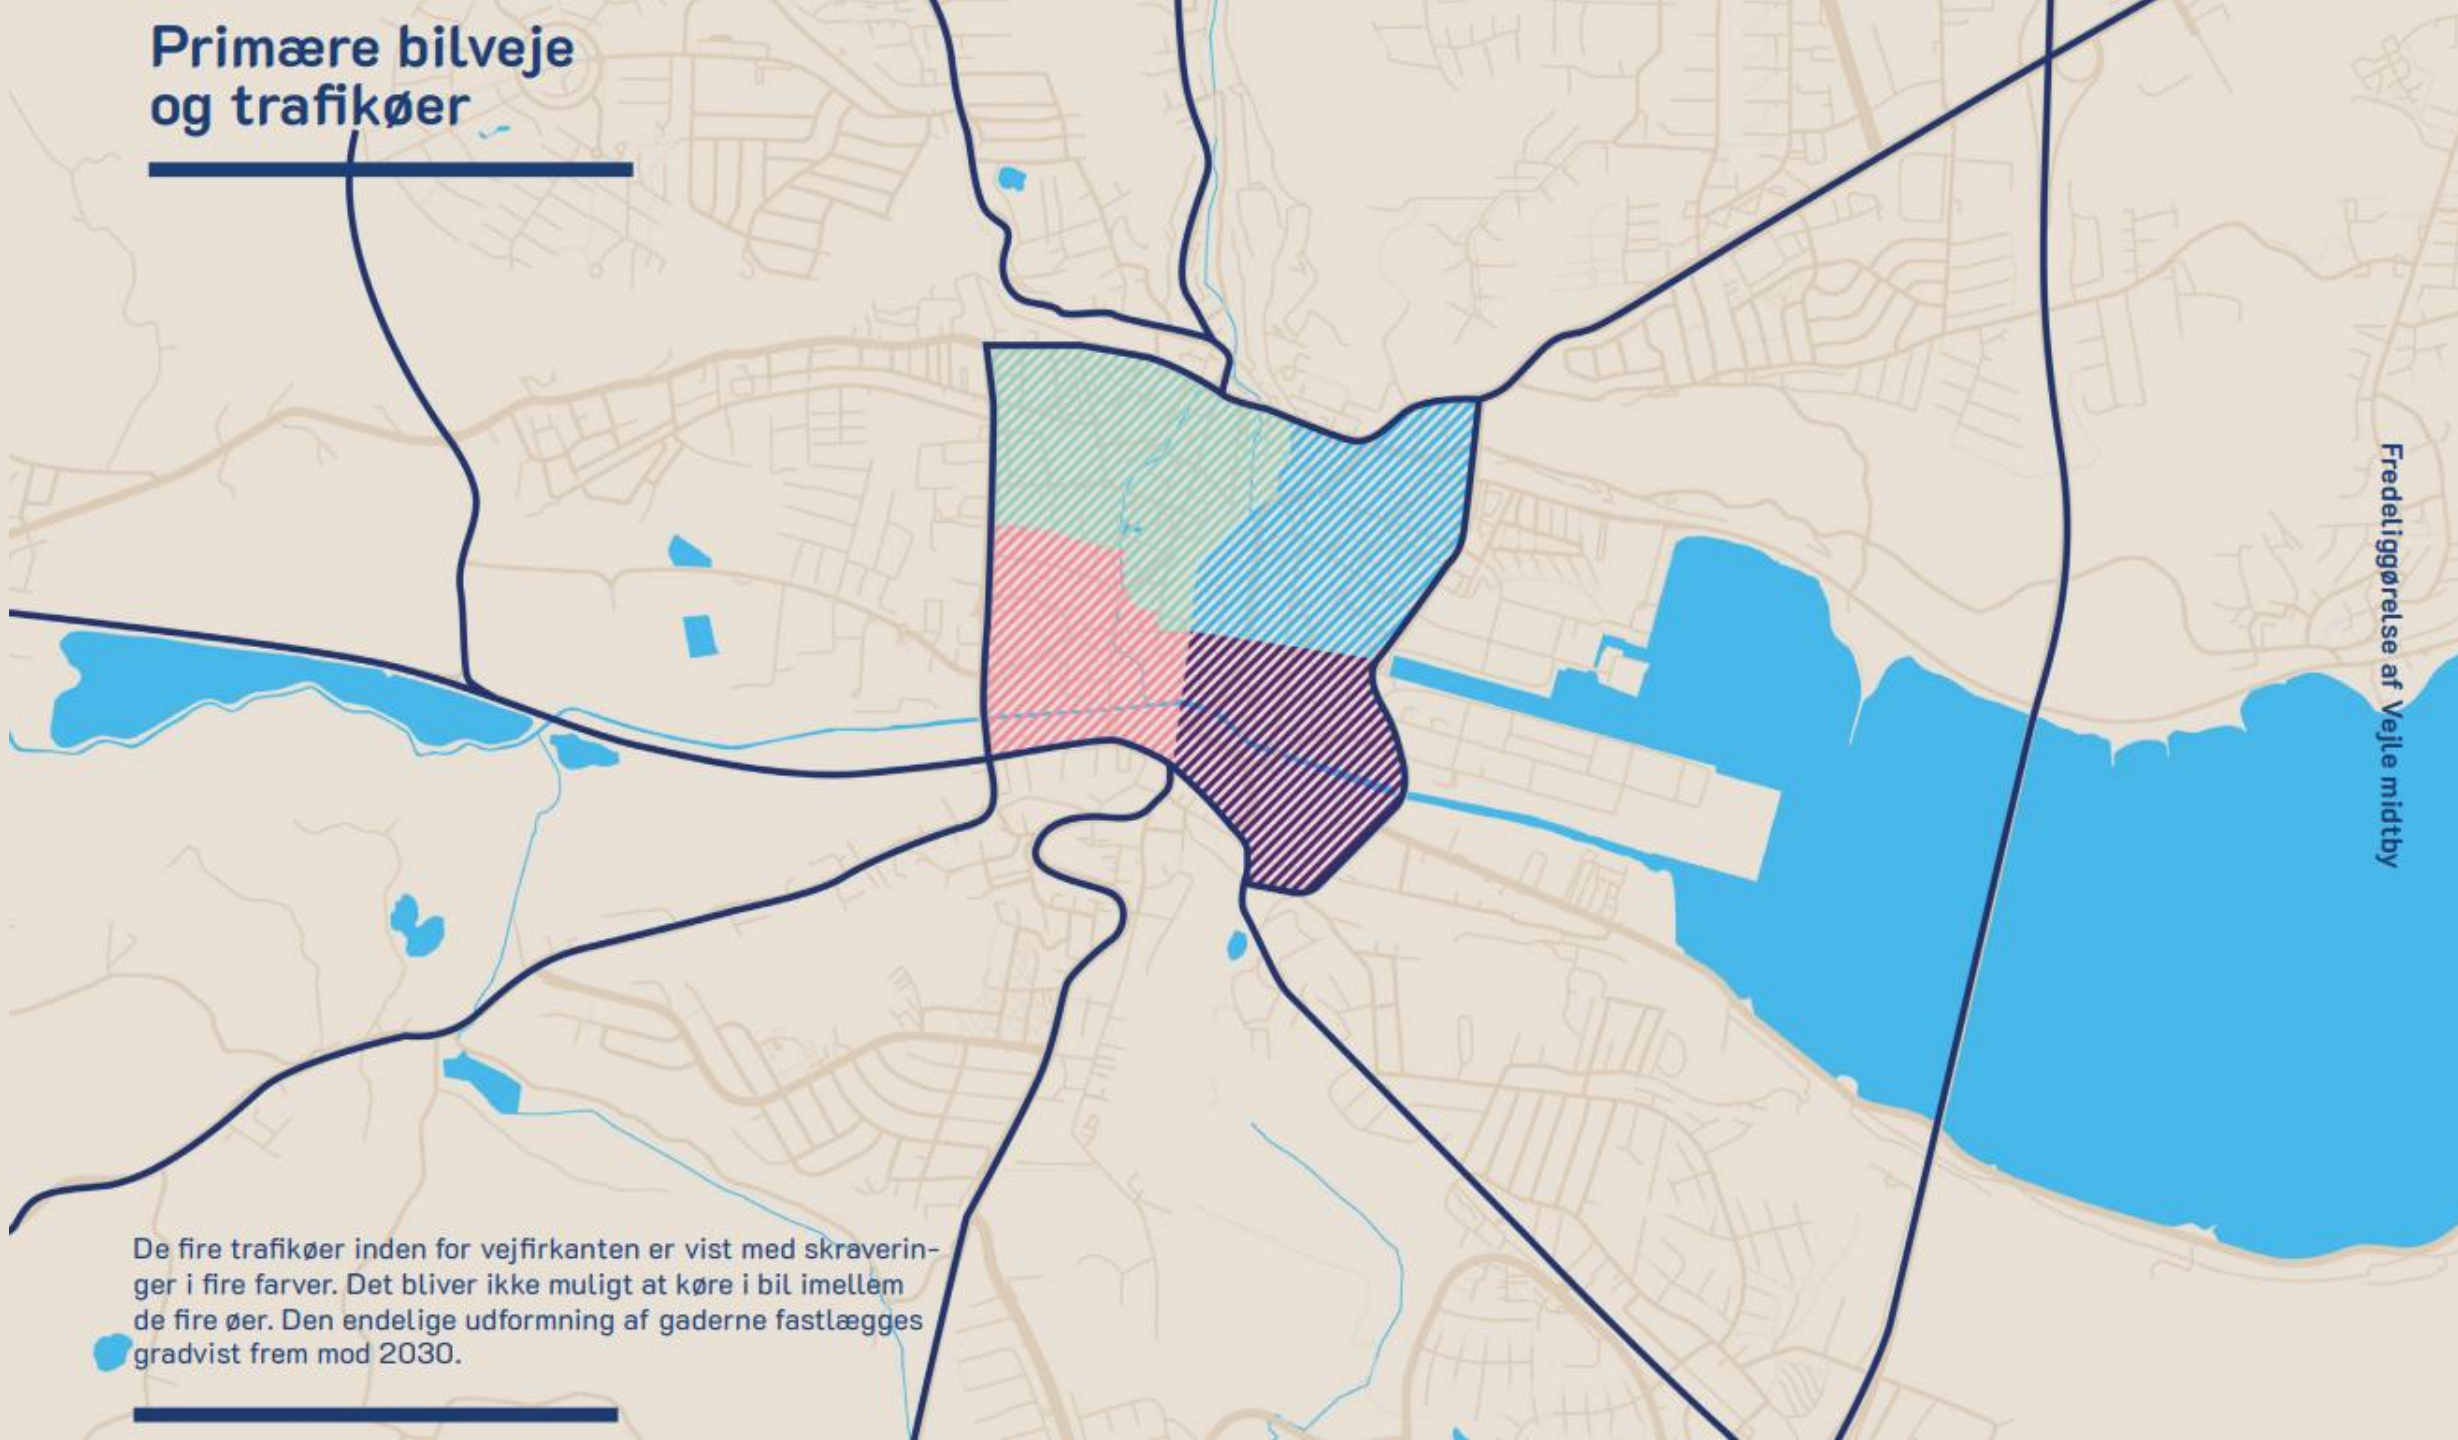 Primære bilveje
og trafikøer
Fredeliggørelse af Vejle midtby
De fire trafikøer inden for vejfirkanten er vist med skraverin-
ger i fire farver. Det bliver ikke muligt at køre i bil imellem
de fire øer. Den endelige udformning af gaderne fastlægges
gradvist frem mod 2030.